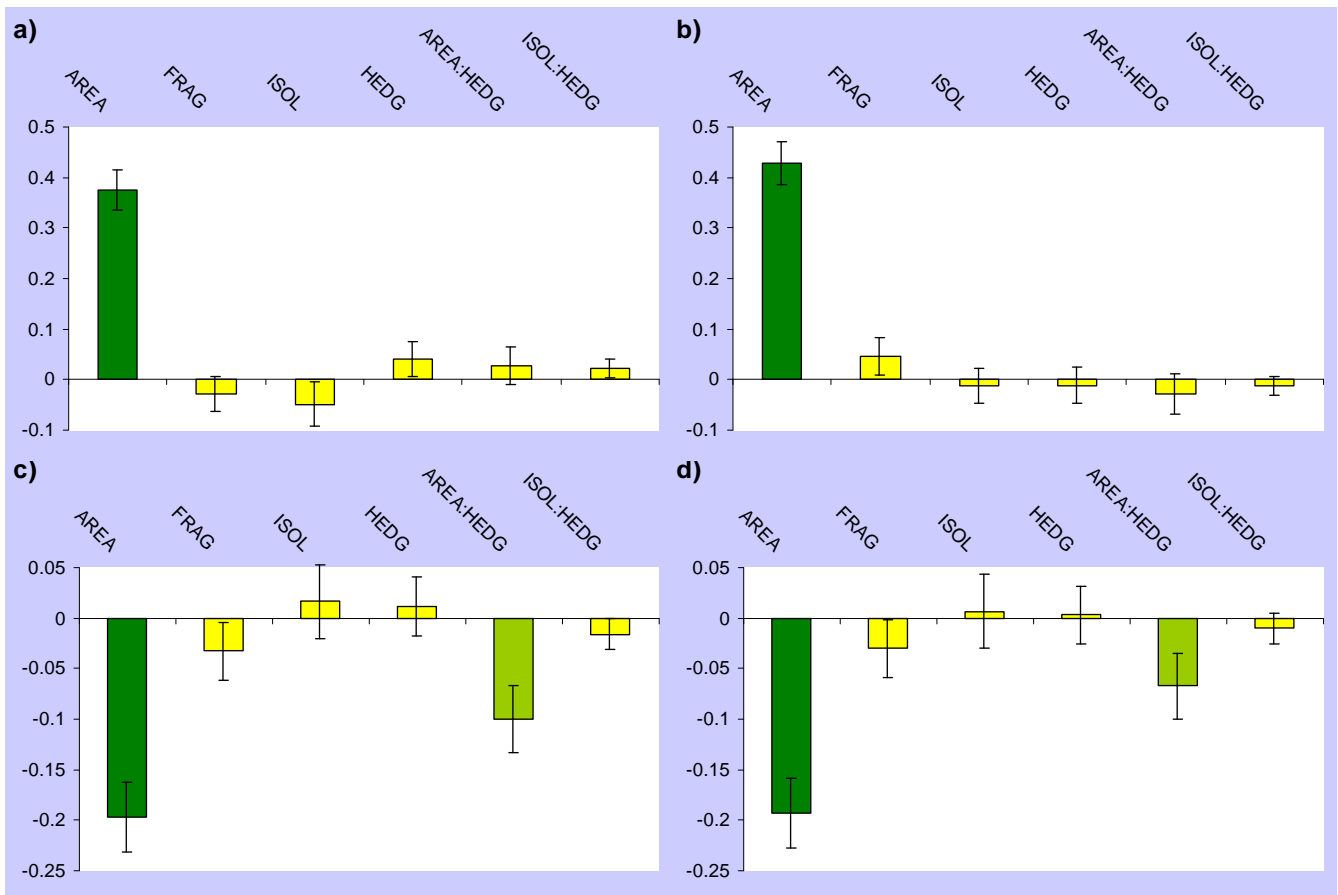 a)
AREA
FRAG
ISOL
HEDG
AREA:HEDG
ISOL:HEDG
0.5
0.4
0.3
0.2
0.1
0
-0.1
b)
AREA
FRAG
ISOL
HEDG
AREA:HEDG
ISOL:HEDG
0.5
0.4
0.3
0.2
0.1
0
-0.1
c)
AREA
FRAG
ISOL
HEDG
AREA:HEDG
ISOL:HEDG
0.05
0
-0.05
-0.1
-0.15
-0.2
-0.25
d)
AREA
FRAG
ISOL
HEDG
AREA:HEDG
ISOL:HEDG
0.05
0
-0.05
-0.1
-0.15
-0.2
-0.25